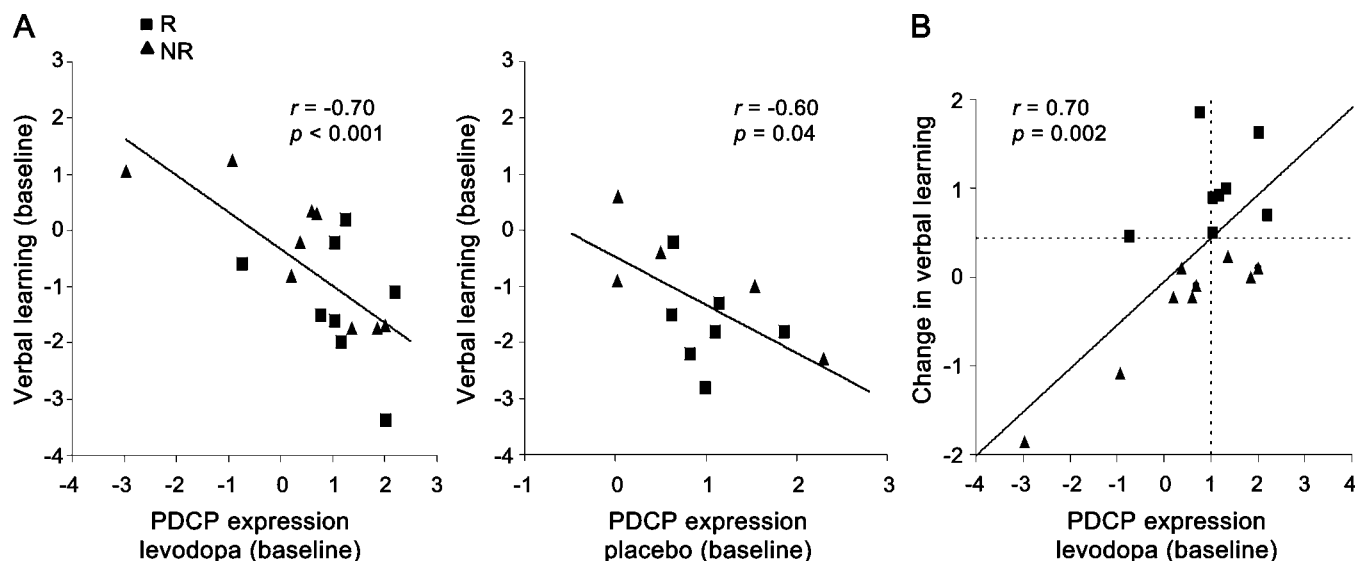 A
■ R
▲ NR
3
2
1
0
-1
-2
-3
-4
Verbal learning (baseline)
r = -0.70
p < 0.001
-4 -3 -2 -1 0 1 2 3
PDCP expression
levodopa (baseline)
3
2
1
0
-1
-2
-3
-4
Verbal learning (baseline)
r = -0.60
p = 0.04
-1 0 1 2 3
PDCP expression
placebo (baseline)
B
2
1
0
-1
-2
Change in verbal learning
r = 0.70
p = 0.002
-4 -3 -2 -1 0 1 2 3 4
PDCP expression
levodopa (baseline)